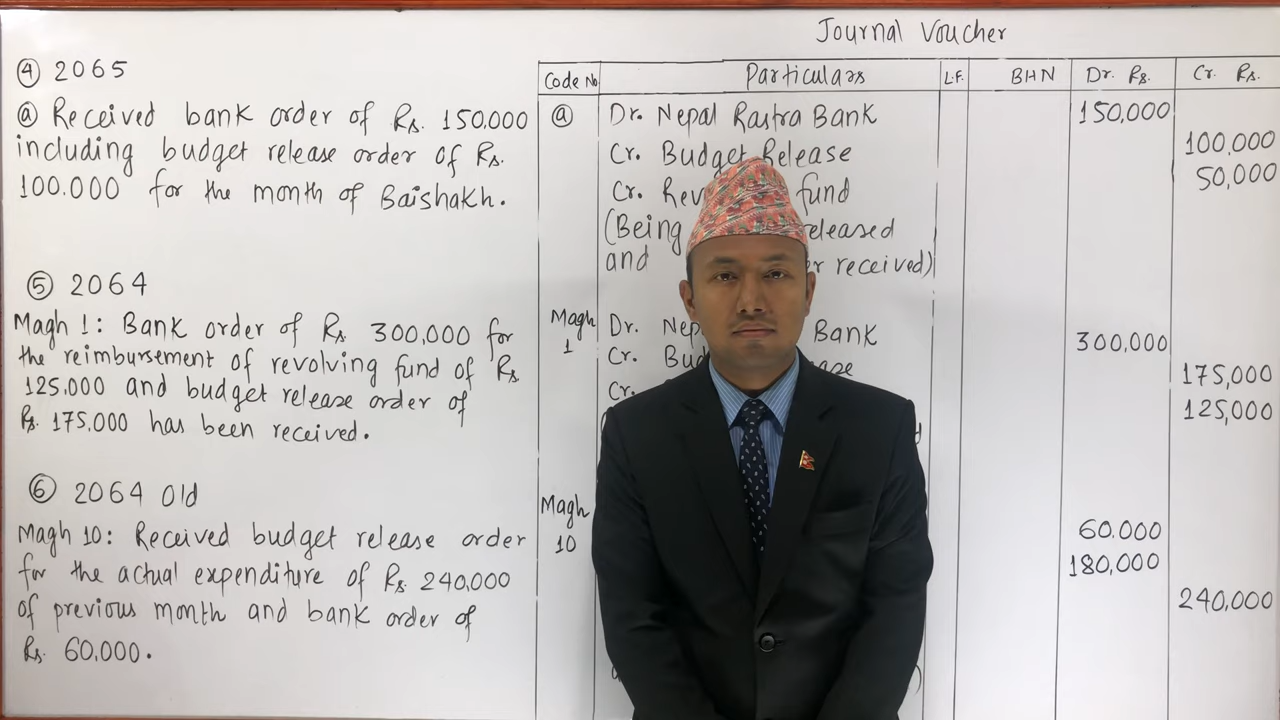 Journal Voucher
④ 2065
ⓐ Received bank order of Rs. 150,000
including budget release order of Rs.
100.000 for the month of Baishakh.
⑤ 2064
Magh 1: Bank order of Rs. 300,000 for
the reimbursement of revolving fund of Rs
125.000 and budget release order of
Rs. 175.000 has been received.
⑥ 2064 Old
Magh 10: Received budget release order
for the actual expenditure of Rs. 240,000
of previous month and bank order of
Rs. 60.000.
Code No Particulars L.F. BHN Dr. Rs. Cr. Rs.
ⓐ Dr. Nepal Rastra Bank 150,000
Cr. Budget Release 100,000
Cr. fund 50,000
(Being
and received)
Magh 1 Dr. Bank 300,000
Cr. 175,000
Cr. 125,000
Magh 10 60.000
180,000
240,000